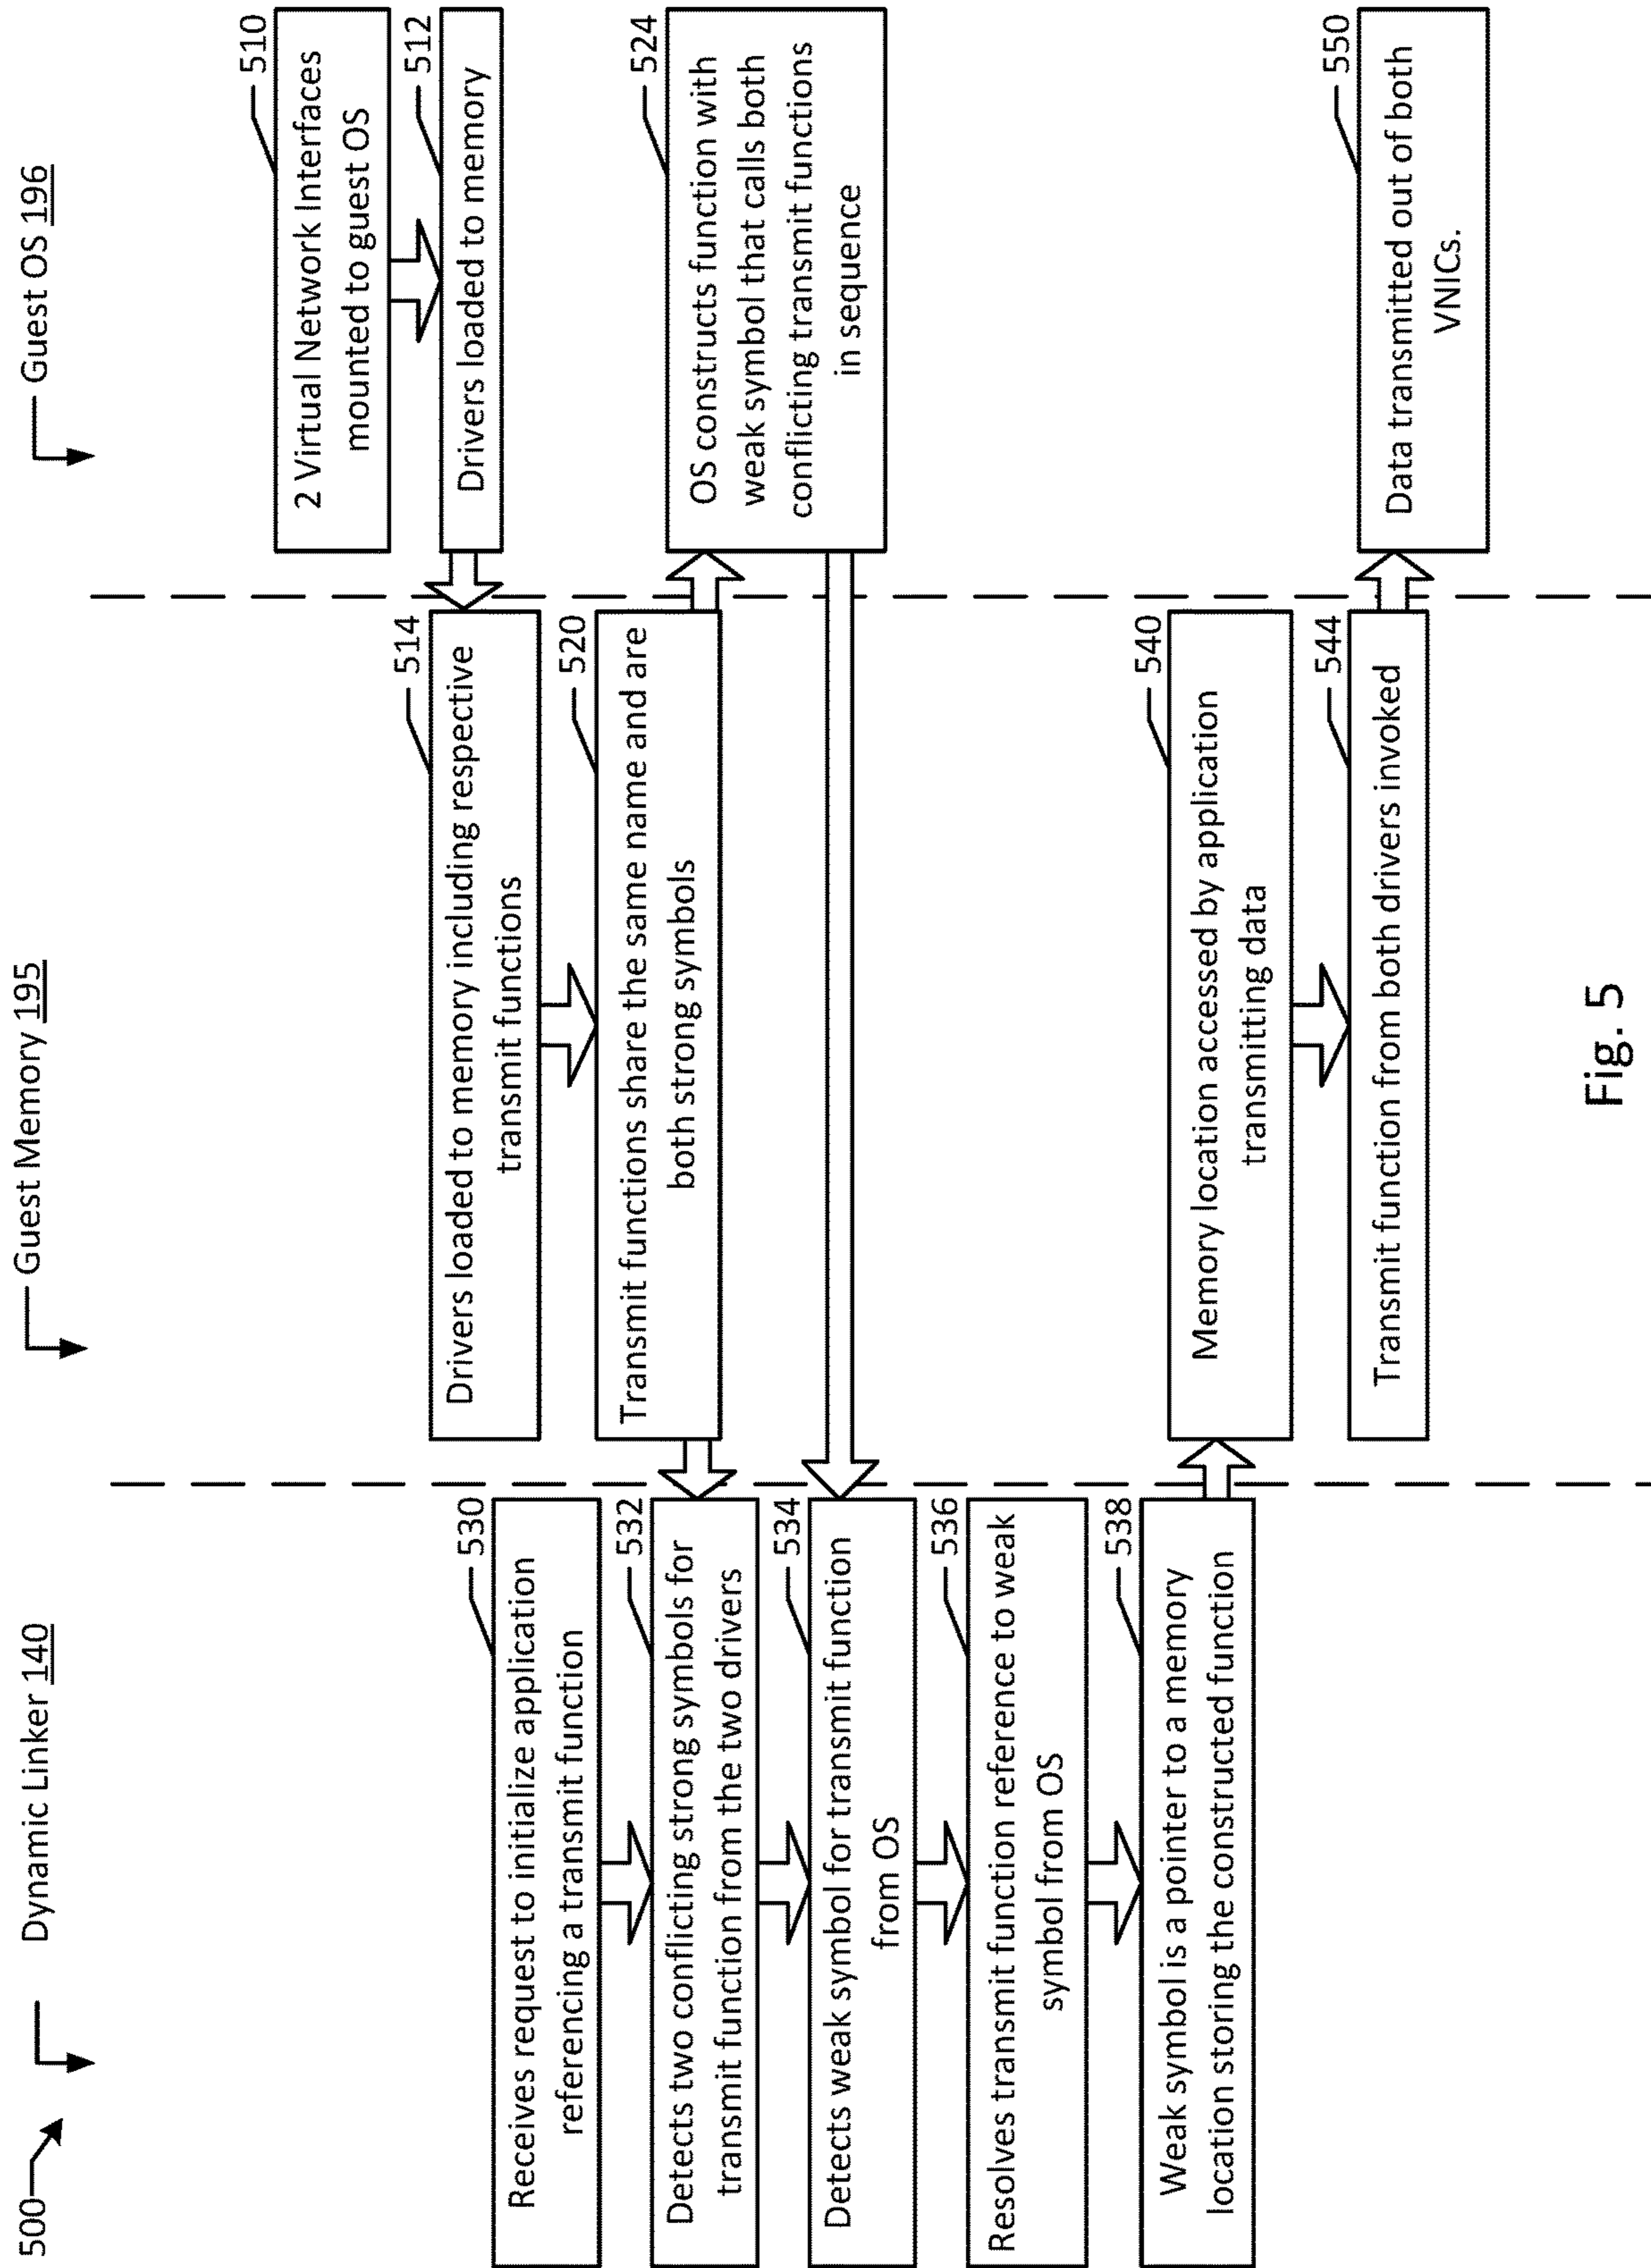 500
Dynamic Linker 140
Guest Memory 195
Guest OS 196
510
2 Virtual Network Interfaces
mounted to guest OS
512
Drivers loaded to memory
514
Drivers loaded to memory including respective
transmit functions
520
Transmit functions share the same name and are
both strong symbols
524
OS constructs function with
weak symbol that calls both
conflicting transmit functions
in sequence
530
Receives request to initialize application
referencing a transmit function
532
Detects two conflicting strong symbols for
transmit function from the two drivers
534
Detects weak symbol for transmit function
from OS
536
Resolves transmit function reference to weak
symbol from OS
538
Weak symbol is a pointer to a memory
location storing the constructed function
540
Memory location accessed by application
transmitting data
544
Transmit function from both drivers invoked
550
Data transmitted out of both
VNICs.
Fig. 5